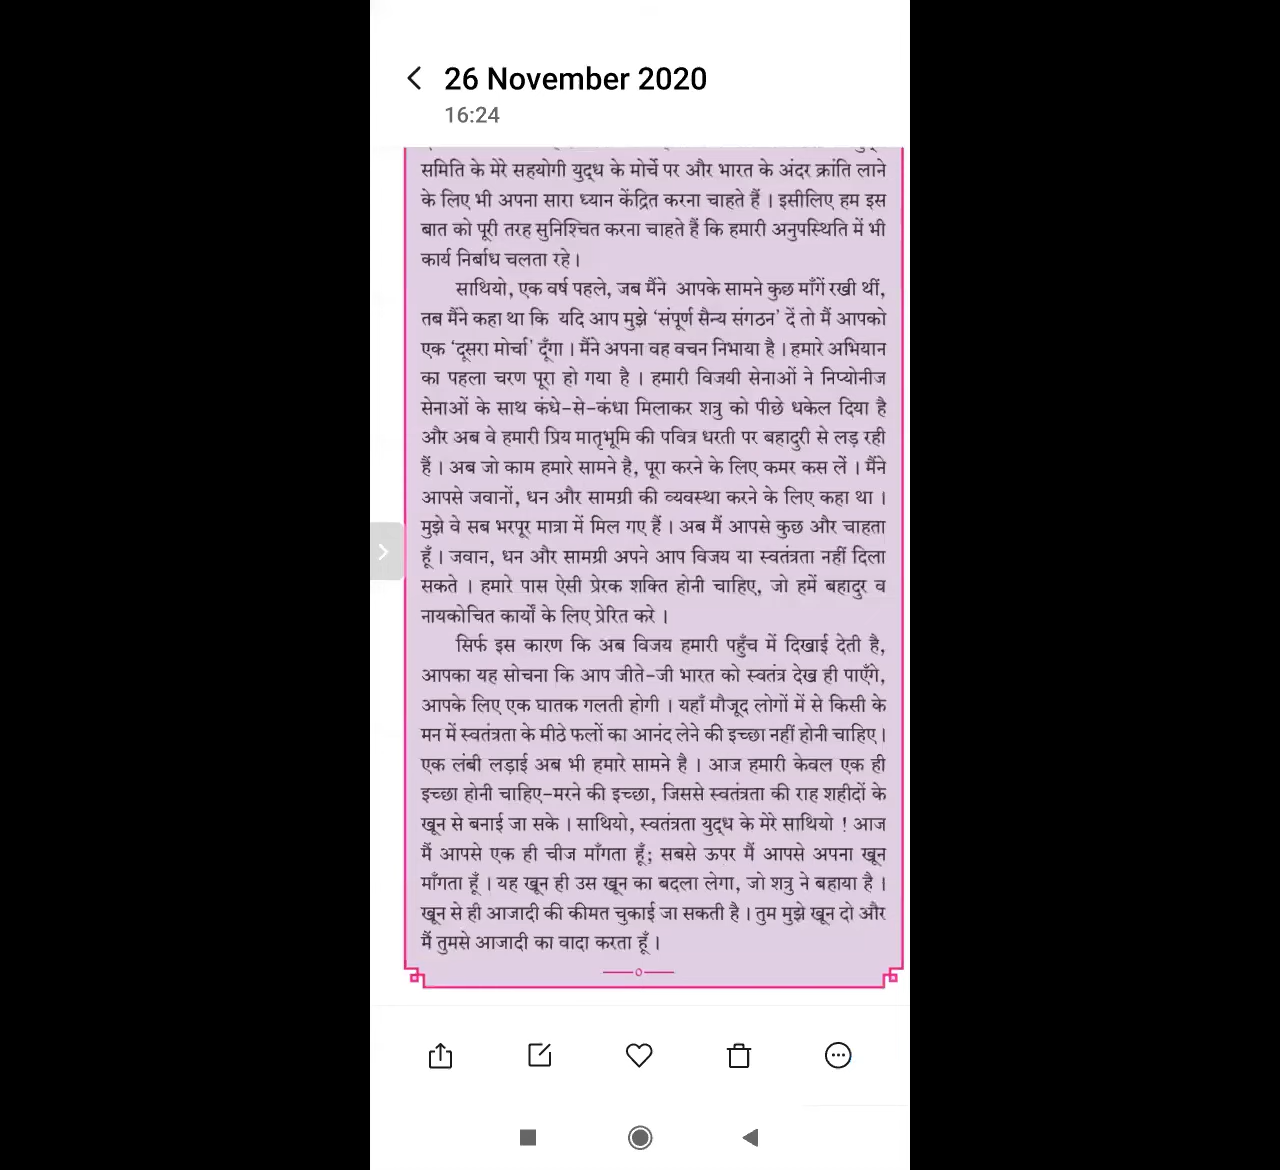 26 November 2020
16:24
समिति के मेरे सहयोगी युद्ध के मोर्चे पर और भारत के अंदर क्रांति लाने
के लिए भी अपना सारा ध्यान केंद्रित करना चाहते हैं । इसीलिए हम इस
बात को पूरी तरह सुनिश्चित करना चाहते हैं कि हमारी अनुपस्थिति में भी
कार्य निर्बाध चलता रहे ।
साथियो, एक वर्ष पहले, जब मैंने आपके सामने कुछ माँगें रखी थीं,
तब मैंने कहा था कि यदि आप मुझे ‘संपूर्ण सैन्य संगठन’ दें तो मैं आपको
एक ‘दूसरा मोर्चा’ दूँगा । मैंने अपना वह वचन निभाया है । हमारे अभियान
का पहला चरण पूरा हो गया है । हमारी विजयी सेनाओं ने निप्योनीज
सेनाओं के साथ कंधे-से-कंधा मिलाकर शत्रु को पीछे धकेल दिया है
और अब वे हमारी प्रिय मातृभूमि की पवित्र धरती पर बहादुरी से लड़ रही
हैं । अब जो काम हमारे सामने है, पूरा करने के लिए कमर कस लें । मैंने
आपसे जवानों, धन और सामग्री की व्यवस्था करने के लिए कहा था ।
मुझे वे सब भरपूर मात्रा में मिल गए हैं । अब मैं आपसे कुछ और चाहता
हूँ । जवान, धन और सामग्री अपने आप विजय या स्वतंत्रता नहीं दिला
सकते । हमारे पास ऐसी प्रेरक शक्ति होनी चाहिए, जो हमें बहादुर व
नायकोचित कार्यों के लिए प्रेरित करे ।
सिर्फ इस कारण कि अब विजय हमारी पहुँच में दिखाई देती है,
आपका यह सोचना कि आप जीते-जी भारत को स्वतंत्र देख ही पाएँगे,
आपके लिए एक घातक गलती होगी । यहाँ मौजूद लोगों में से किसी के
मन में स्वतंत्रता के मीठे फलों का आनंद लेने की इच्छा नहीं होनी चाहिए ।
एक लंबी लड़ाई अब भी हमारे सामने है । आज हमारी केवल एक ही
इच्छा होनी चाहिए-मरने की इच्छा, जिससे स्वतंत्रता की राह शहीदों के
खून से बनाई जा सके । साथियो, स्वतंत्रता युद्ध के मेरे साथियो ! आज
मैं आपसे एक ही चीज माँगता हूँ; सबसे ऊपर मैं आपसे अपना खून
माँगता हूँ । यह खून ही उस खून का बदला लेगा, जो शत्रु ने बहाया है ।
खून से ही आजादी की कीमत चुकाई जा सकती है । तुम मुझे खून दो और
मैं तुमसे आजादी का वादा करता हूँ ।